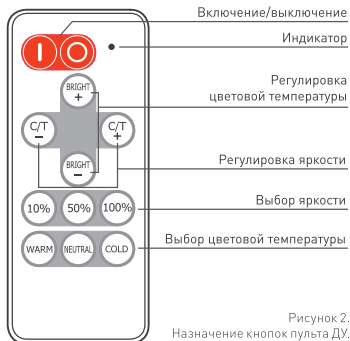 Включение/выключение
Индикатор
BRIGHT
+
Регулировка
цветовой температуры
C/T
–
C/T
+
BRIGHT
–
Регулировка яркости
10%
50%
100%
Выбор яркости
WARM
NEUTRAL
COLD
Выбор цветовой температуры
Рисунок 2.
Назначение кнопок пульта ДУ.